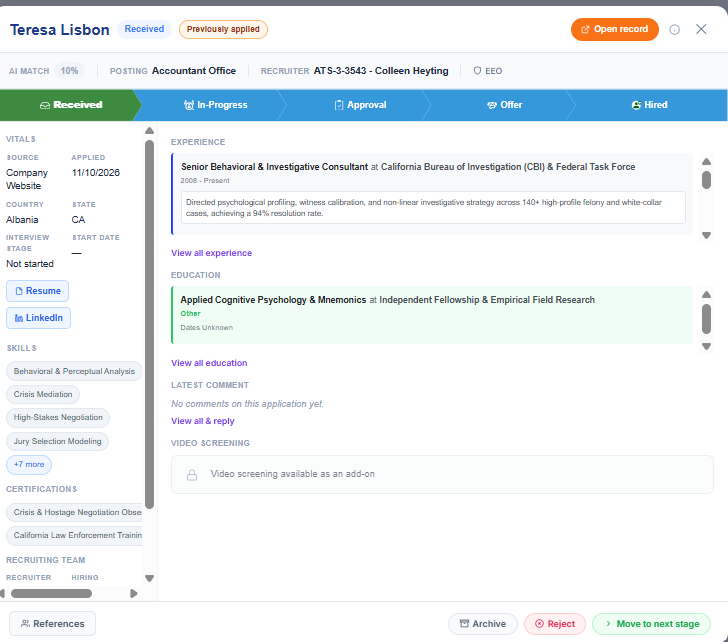 Teresa Lisbon Received Previously applied Open record
AI MATCH 10% POSTING Accountant Office RECRUITER ATS-3-3543 - Colleen Heyting EEO
Received In-Progress Approval Offer Hired
VITALS
SOURCE APPLIED
Company Website 11/10/2026
COUNTRY STATE
Albania CA
INTERVIEW STAGE START DATE
Not started —
Resume
LinkedIn
SKILLS
Behavioral & Perceptual Analysis
Crisis Mediation
High-Stakes Negotiation
Jury Selection Modeling
+7 more
CERTIFICATIONS
Crisis & Hostage Negotiation Obse
California Law Enforcement Trainin
RECRUITING TEAM
RECRUITER HIRING
EXPERIENCE
Senior Behavioral & Investigative Consultant at California Bureau of Investigation (CBI) & Federal Task Force
2008 - Present
Directed psychological profiling, witness calibration, and non-linear investigative strategy across 140+ high-profile felony and white-collar
cases, achieving a 94% resolution rate.
View all experience
EDUCATION
Applied Cognitive Psychology & Mnemonics at Independent Fellowship & Empirical Field Research
Other
Dates Unknown
View all education
LATEST COMMENT
No comments on this application yet.
View all & reply
VIDEO SCREENING
Video screening available as an add-on
References Archive Reject Move to next stage